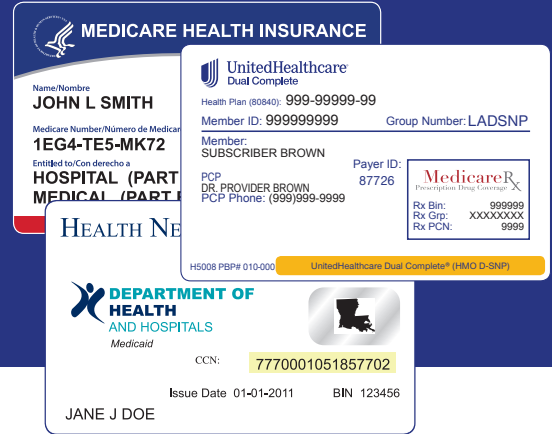 MEDICARE HEALTH INSURANCE
Name/Nombre
JOHN L SMITH
Medicare Number/Número de Medicar
1EG4-TE5-MK72
Entitled to/Con derecho a
HOSPITAL (PART
MEDICAL (PART
UnitedHealthcare®
Dual Complete
Health Plan (80840): 999-99999-99
Member ID: 999999999 Group Number: LADSNP
Member:
SUBSCRIBER BROWN
Payer ID:
87726
PCP
DR. PROVIDER BROWN
PCP Phone: (999)999-9999
MedicareRx
Prescription Drug Coverage
Rx Bin: 999999
Rx Grp: XXXXXXXX
Rx PCN: 9999
H5008 PBP# 010-000 UnitedHealthcare Dual Complete® (HMO D-SNP)
HEALTH NE
DEPARTMENT OF
HEALTH
AND HOSPITALS
Medicaid
CCN: 7770001051857702
Issue Date 01-01-2011 BIN 123456
JANE J DOE